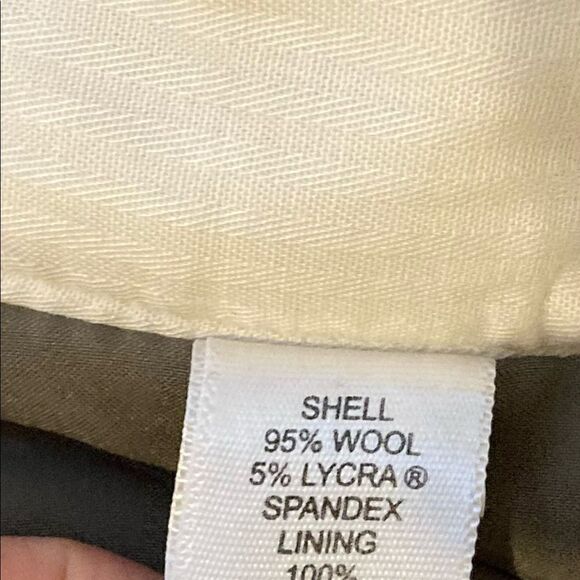 SHELL
95% WOOL
5% LYCRA®
SPANDEX
LINING
100%